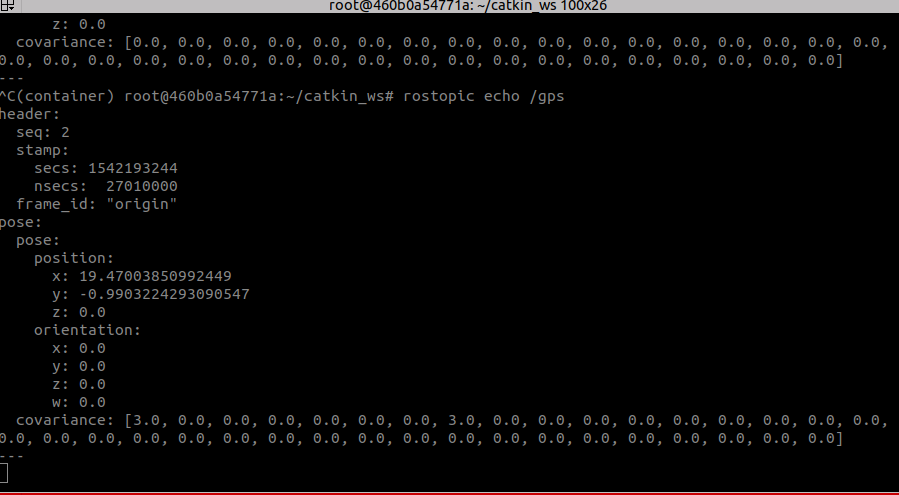 root@460b0a54771a: ~/catkin_ws 100x26
      z: 0.0
  covariance: [0.0, 0.0, 0.0, 0.0, 0.0, 0.0, 0.0, 0.0, 0.0, 0.0, 0.0, 0.0, 0.0, 0.0, 0.0, 0.0, 0.0,
0.0, 0.0, 0.0, 0.0, 0.0, 0.0, 0.0, 0.0, 0.0, 0.0, 0.0, 0.0, 0.0, 0.0, 0.0, 0.0, 0.0, 0.0, 0.0]
---
^C(container) root@460b0a54771a:~/catkin_ws# rostopic echo /gps
header:
  seq: 2
  stamp:
    secs: 1542193244
    nsecs:  27010000
  frame_id: "origin"
pose:
  pose:
    position:
      x: 19.47003850992449
      y: -0.9903224293090547
      z: 0.0
    orientation:
      x: 0.0
      y: 0.0
      z: 0.0
      w: 0.0
  covariance: [3.0, 0.0, 0.0, 0.0, 0.0, 0.0, 0.0, 3.0, 0.0, 0.0, 0.0, 0.0, 0.0, 0.0, 0.0, 0.0, 0.0,
0.0, 0.0, 0.0, 0.0, 0.0, 0.0, 0.0, 0.0, 0.0, 0.0, 0.0, 0.0, 0.0, 0.0, 0.0, 0.0, 0.0, 0.0, 0.0]
---